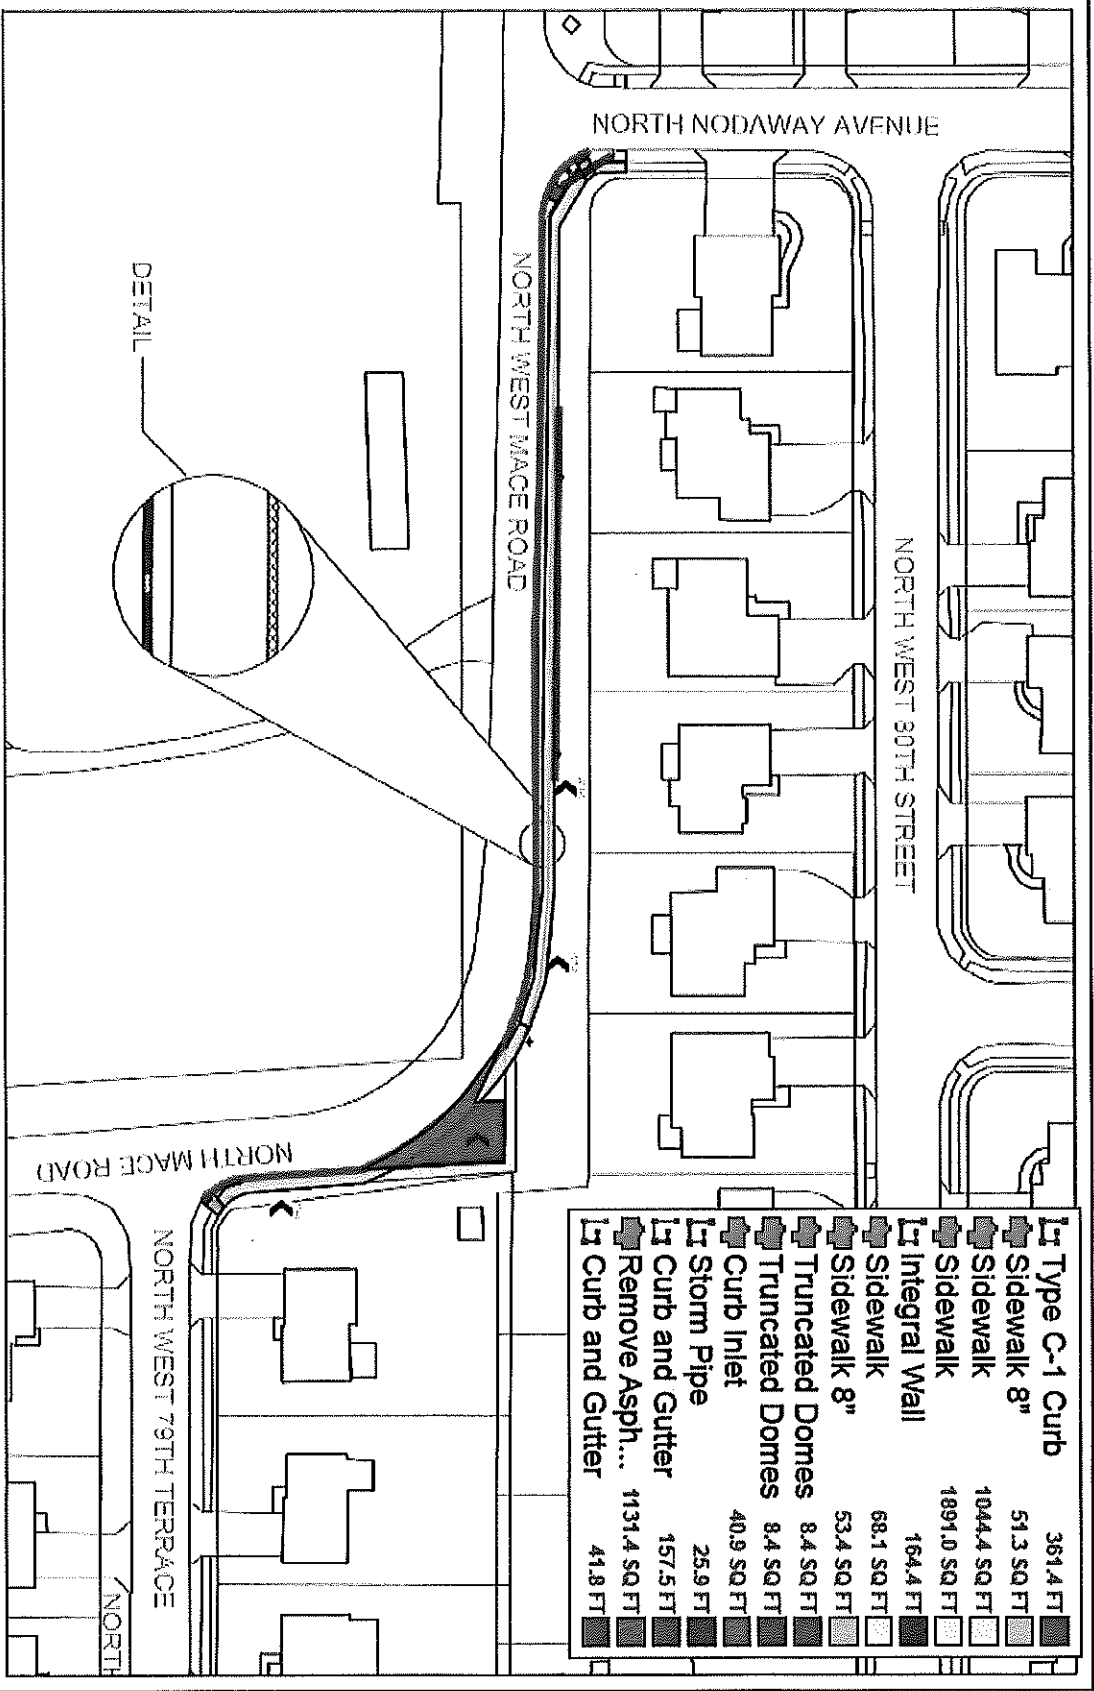 NORTH NODAWAY AVENUE
NORTH WEST MACE ROAD
DETAIL
NORTH WEST 80TH STREET
NORTH MACE ROAD
NORTH WEST 79TH TERRACE
NORTH
Type C-1 Curb 361.4 FT
Sidewalk 8" 51.3 SQ FT
Sidewalk 1044.4 SQ FT
Sidewalk 1891.0 SQ FT
Integral Wall 164.4 FT
Sidewalk 68.1 SQ FT
Sidewalk 8" 53.4 SQ FT
Truncated Domes 8.4 SQ FT
Truncated Domes 8.4 SQ FT
Curb Inlet 40.9 SQ FT
Storm Pipe 25.9 FT
Curb and Gutter 157.5 FT
Remove Asph... 1131.4 SQ FT
Curb and Gutter 41.8 FT